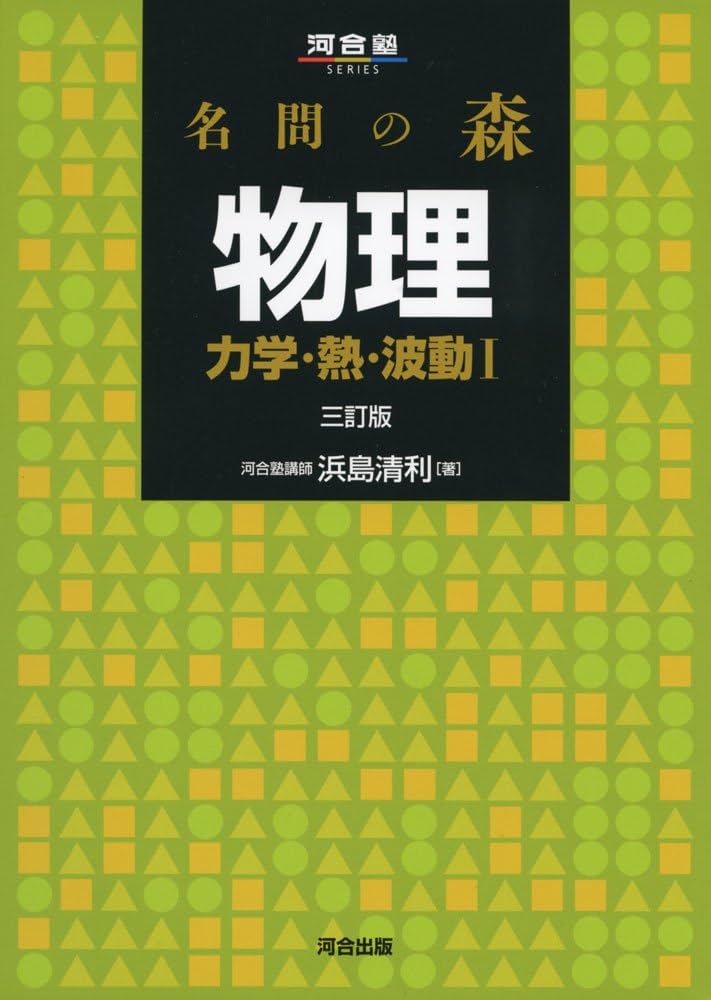 河合塾
SERIES
名問の森
物理
力学・熱・波動Ⅰ
三訂版
河合塾講師 浜島清利[著]
河合出版